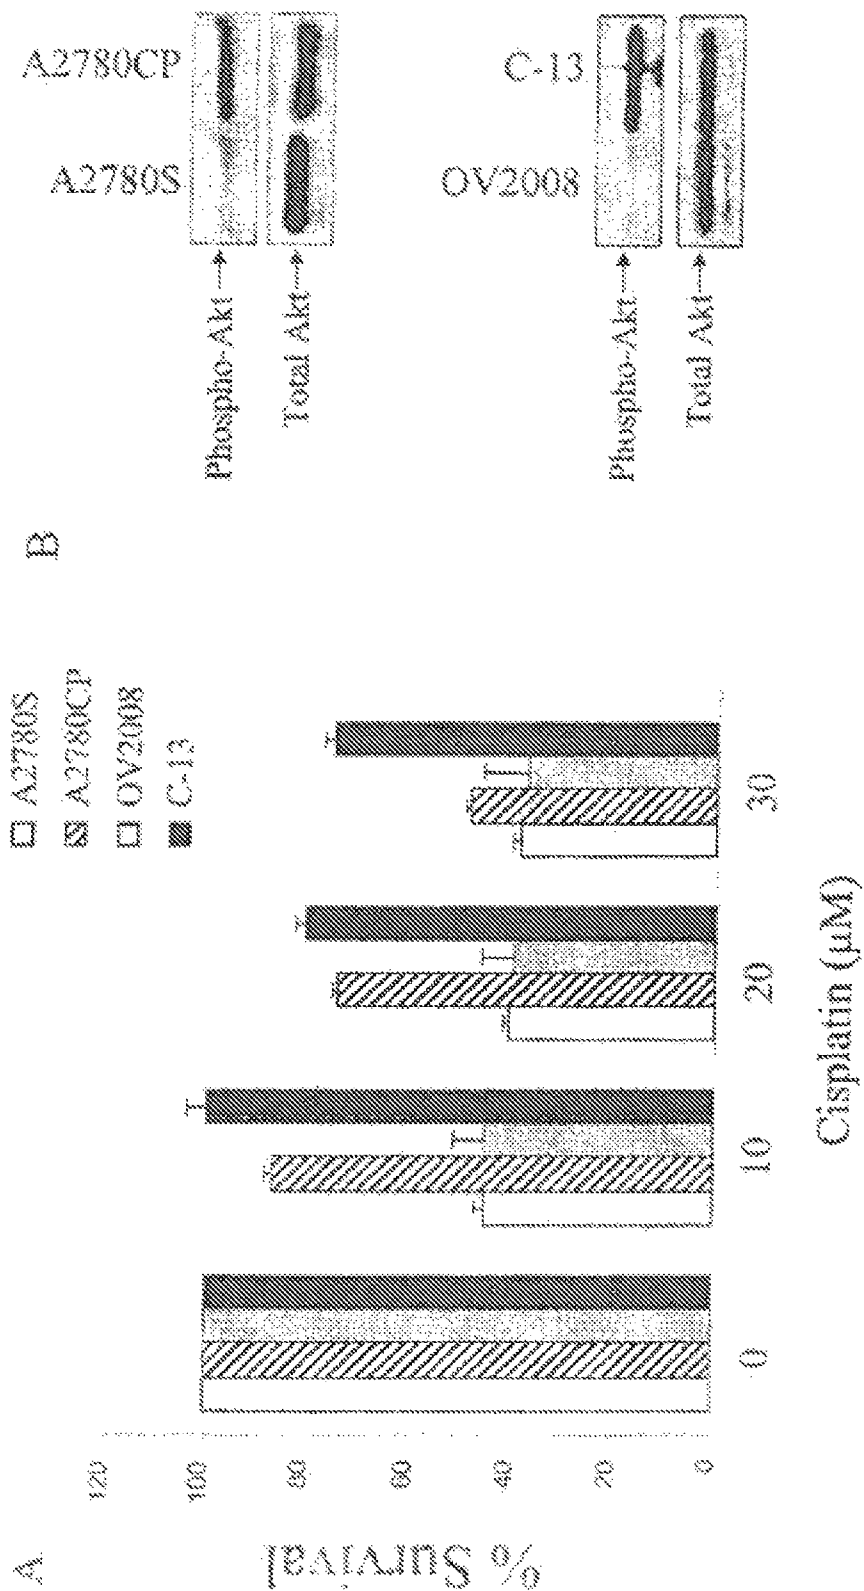 A
% Survival
120
100
80
60
40
20
0
0
10
20
30
Cisplatin (µM)
A2780S
A2780CP
OV2008
C-13
B
A2780S
A2780CP
Phospho-Akt
Total Akt
OV2008
C-13
Phospho-Akt
Total Akt